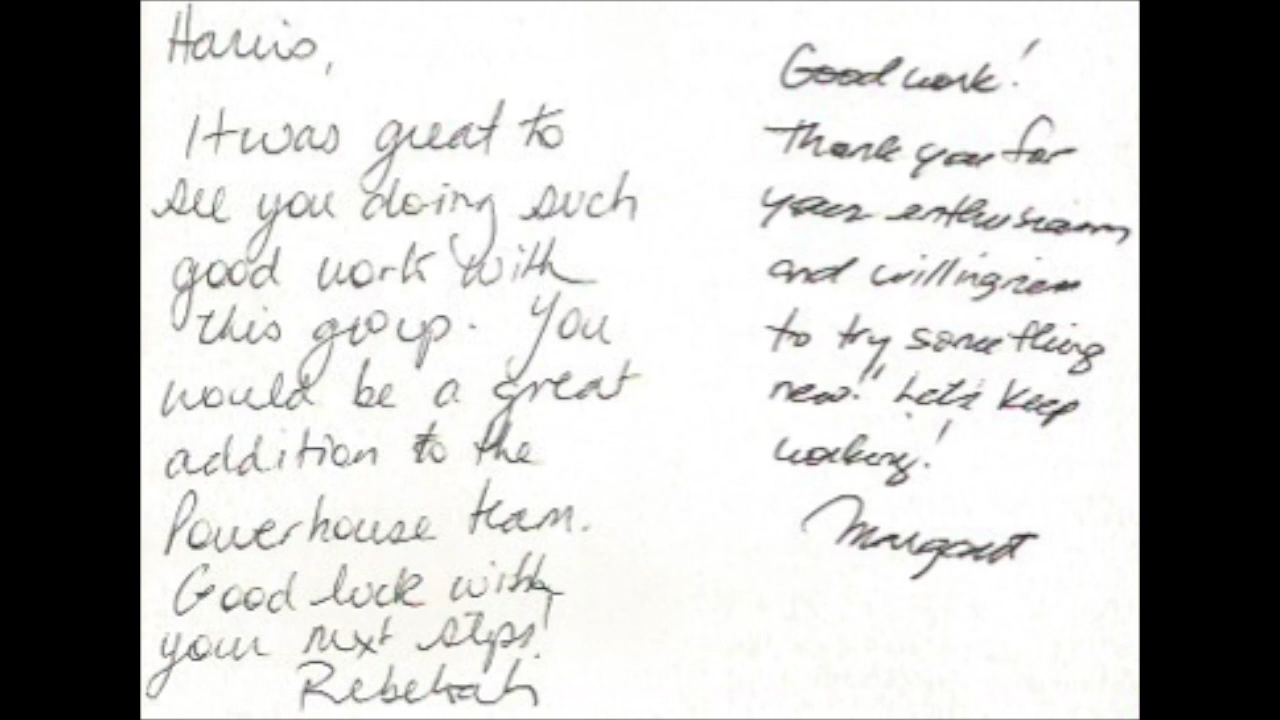 Harris,
It was great to
see you doing such
good work with
this group. You
would be a great
addition to the
Powerhouse team.
Good luck with
your next steps!
Rebekah
Good work!
Thank you for
your enthusiasm
and willingness
to try something
new! Let's keep
working!
Margaret